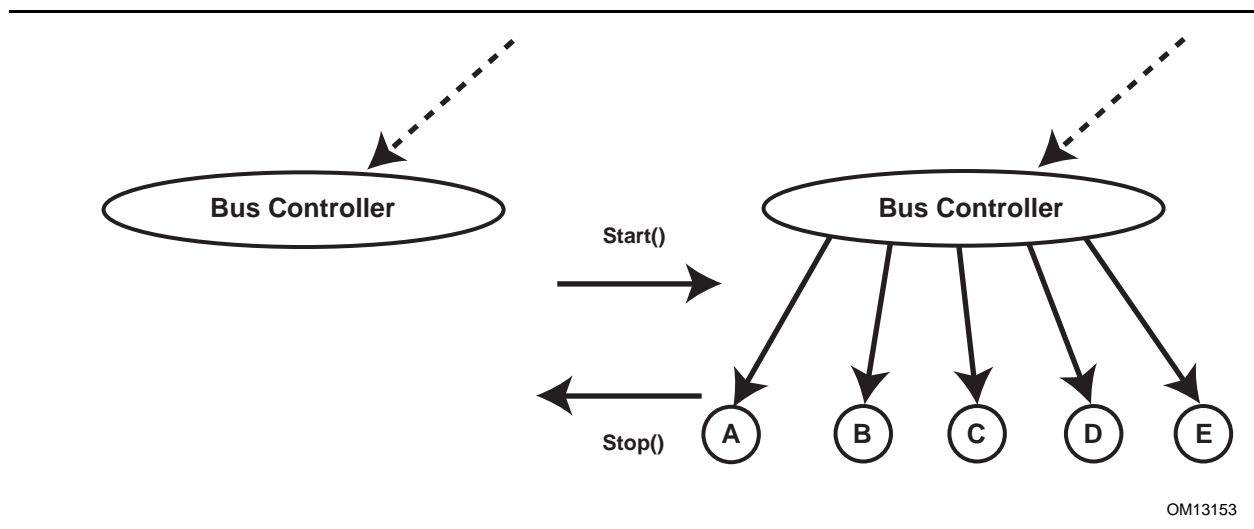 Bus Controller
Bus Controller
Start()
Stop()
A
B
C
D
E
OM13153